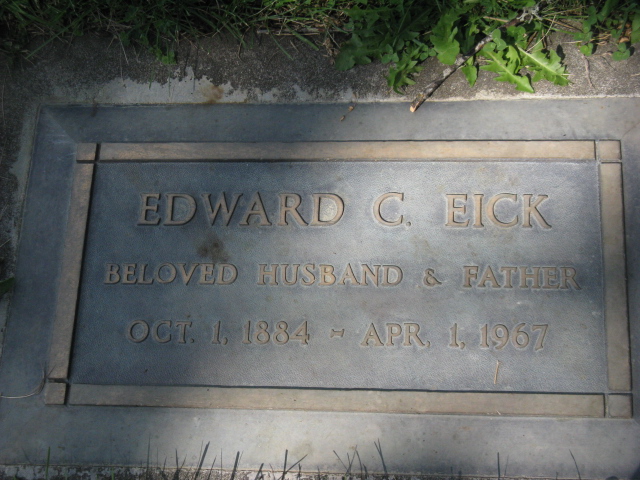 EDWARD C. EICK
BELOVED HUSBAND & FATHER
OCT. 1, 1884 - APR. 1, 1967